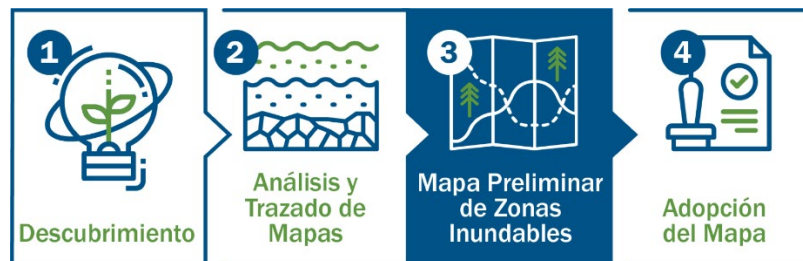 1
Descubrimiento
2
Análisis y
Trazado de
Mapas
3
Mapa Preliminar
de Zonas
Inundables
4
Adopción
del Mapa